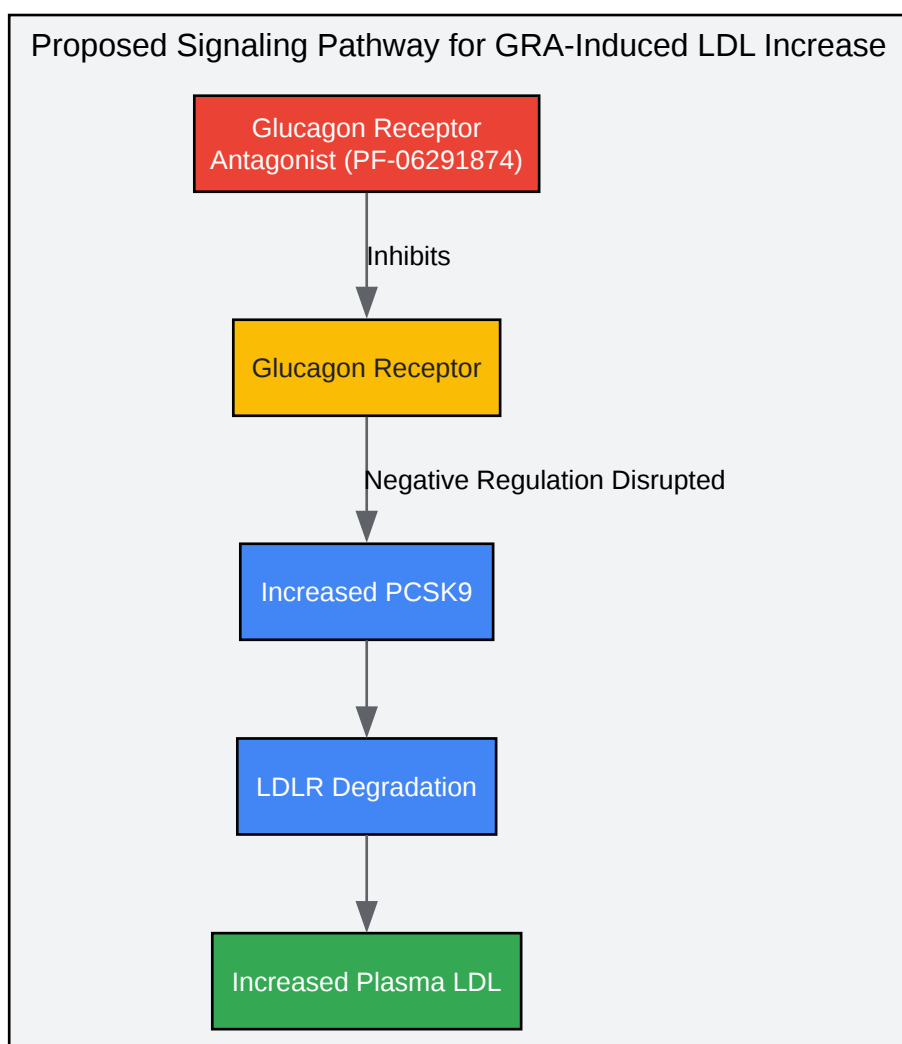 Proposed Signaling Pathway for GRA-Induced LDL Increase
Glucagon Receptor
Antagonist (PF-06291874)
Inhibits
Glucagon Receptor
Negative Regulation Disrupted
Increased PCSK9
LDLR Degradation
Increased Plasma LDL